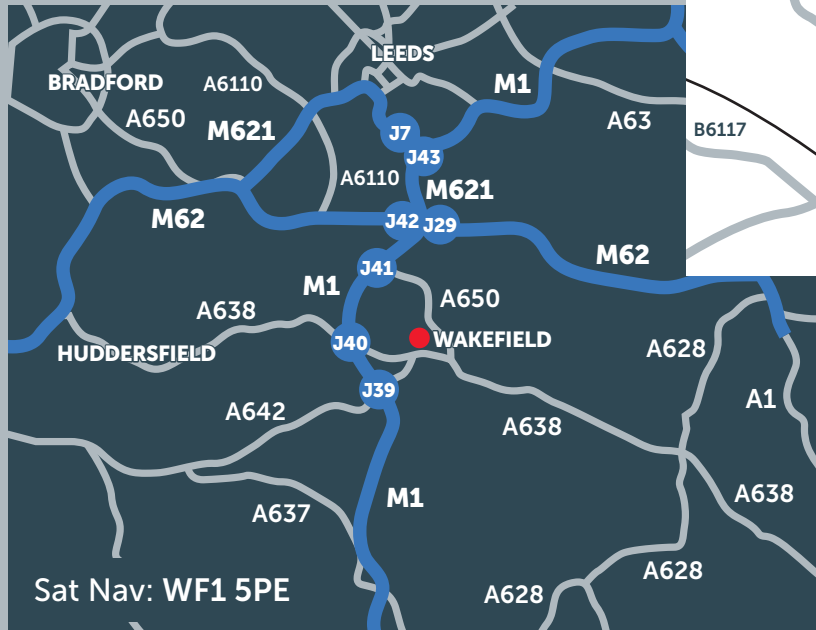 LEEDS
BRADFORD
A6110
M1
A650
M621
A63
J7
B6117
J43
A6110
M621
M62
J42
J29
M62
J41
M1
A650
A638
WAKEFIELD
J40
HUDDERSFIELD
A628
J39
A642
A1
A638
M1
A638
A637
A628
Sat Nav: WF1 5PE
A628